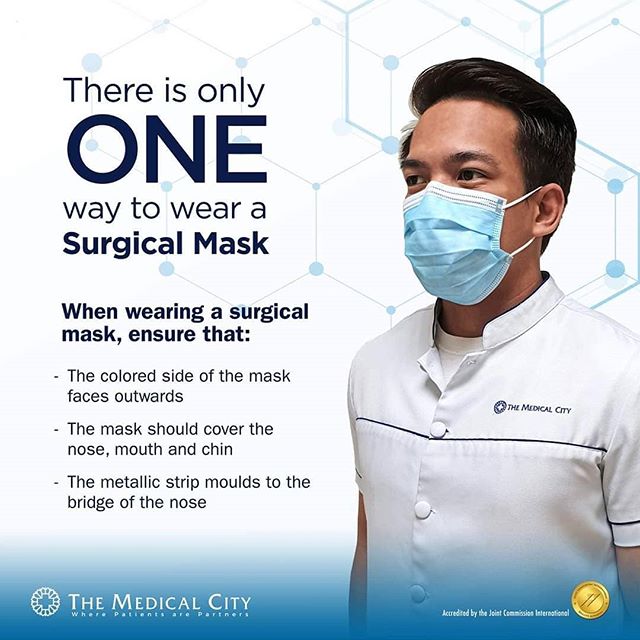 There is only
ONE
way to wear a
Surgical Mask
When wearing a surgical
mask, ensure that:
- The colored side of the mask
faces outwards
- The mask should cover the
nose, mouth and chin
- The metallic strip moulds to the
bridge of the nose
THE MEDICAL CITY
THE MEDICAL CITY
Where Patients are Partners
Accredited by the Joint Commission International